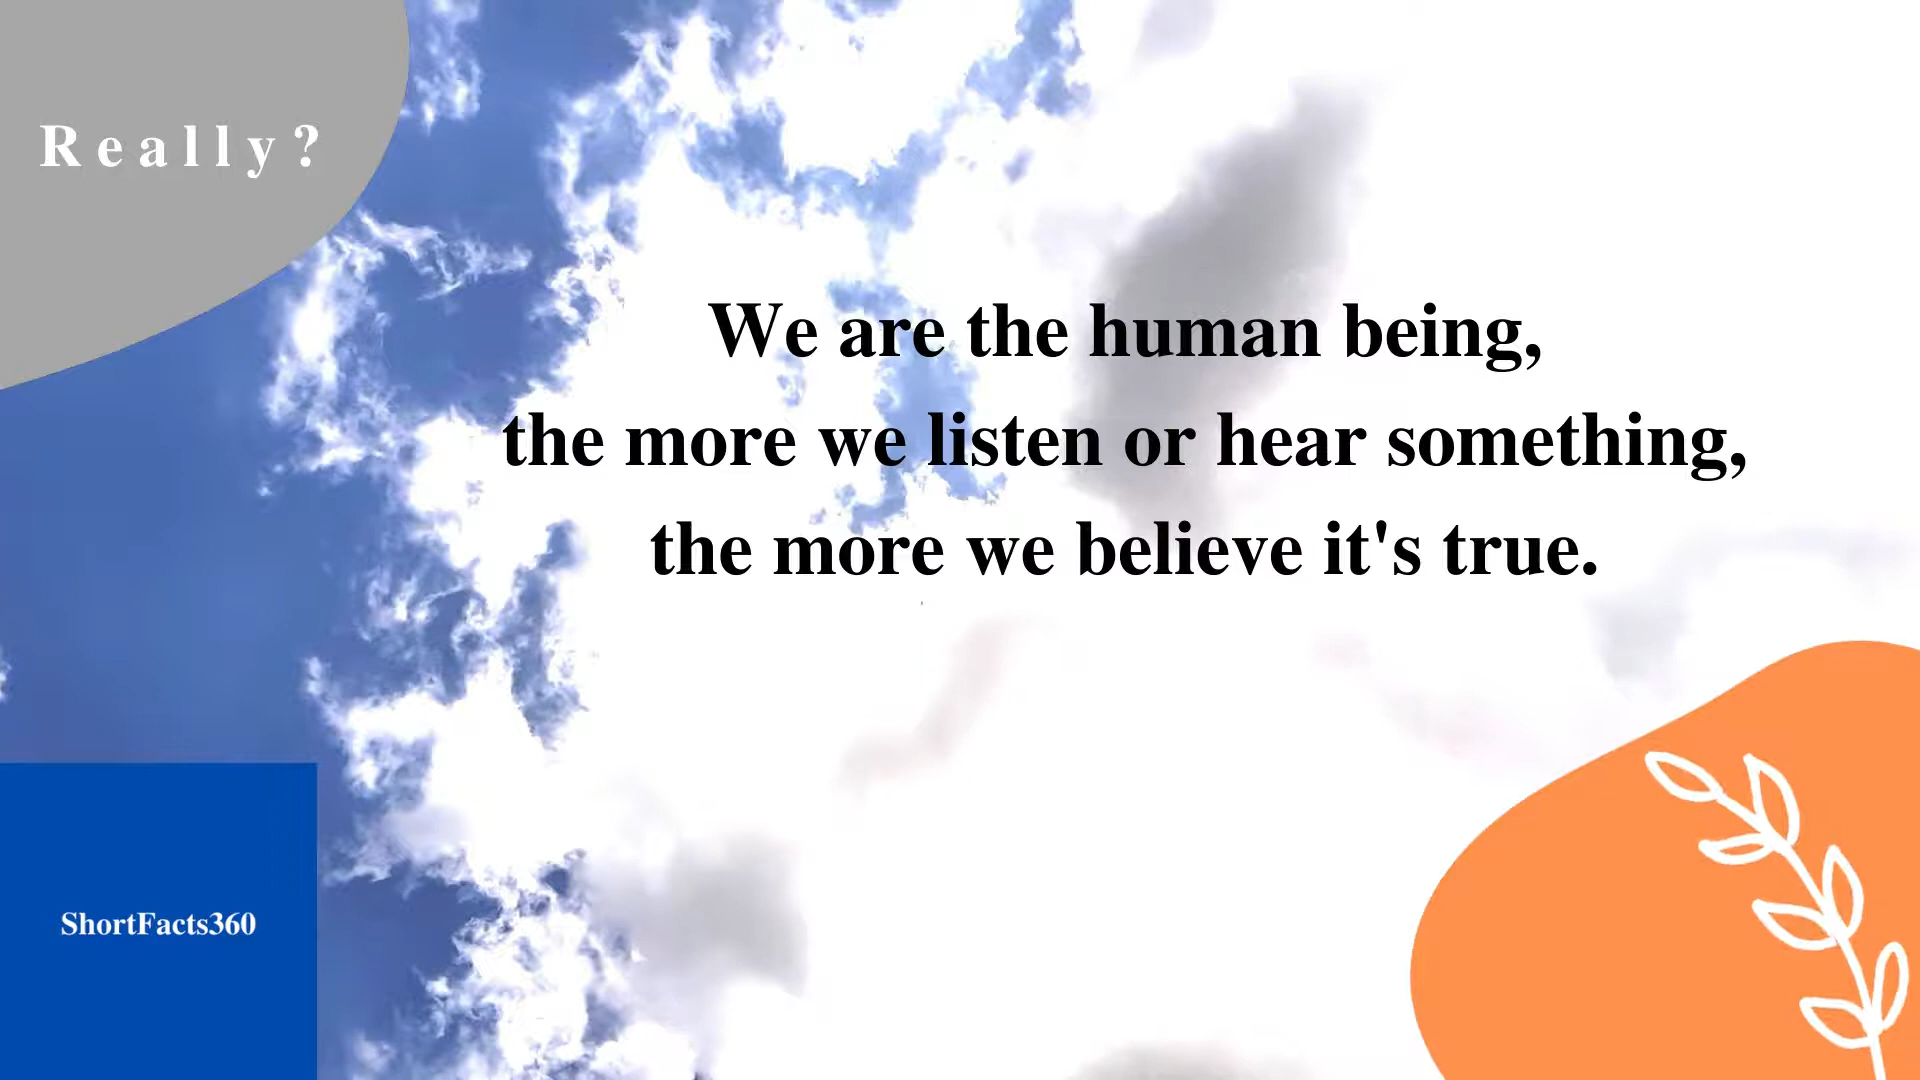 Really?
We are the human being,
the more we listen or hear something,
the more we believe it's true.
ShortFacts360